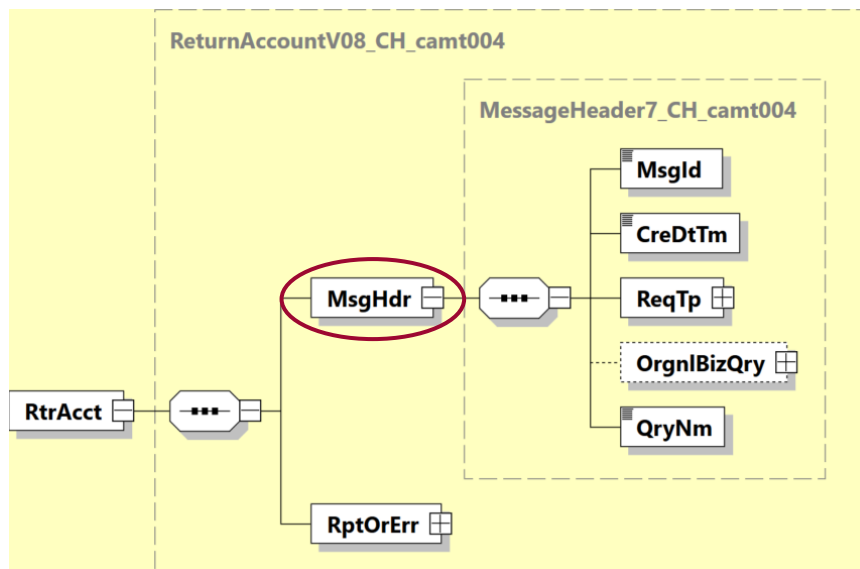 ReturnAccountV08_CH_camt004
MessageHeader7_CH_camt004
MsgId
CreDtTm
MsgHdr
ReqTp
OrgnlBizQry
RtrAcct
QryNm
RptOrErr